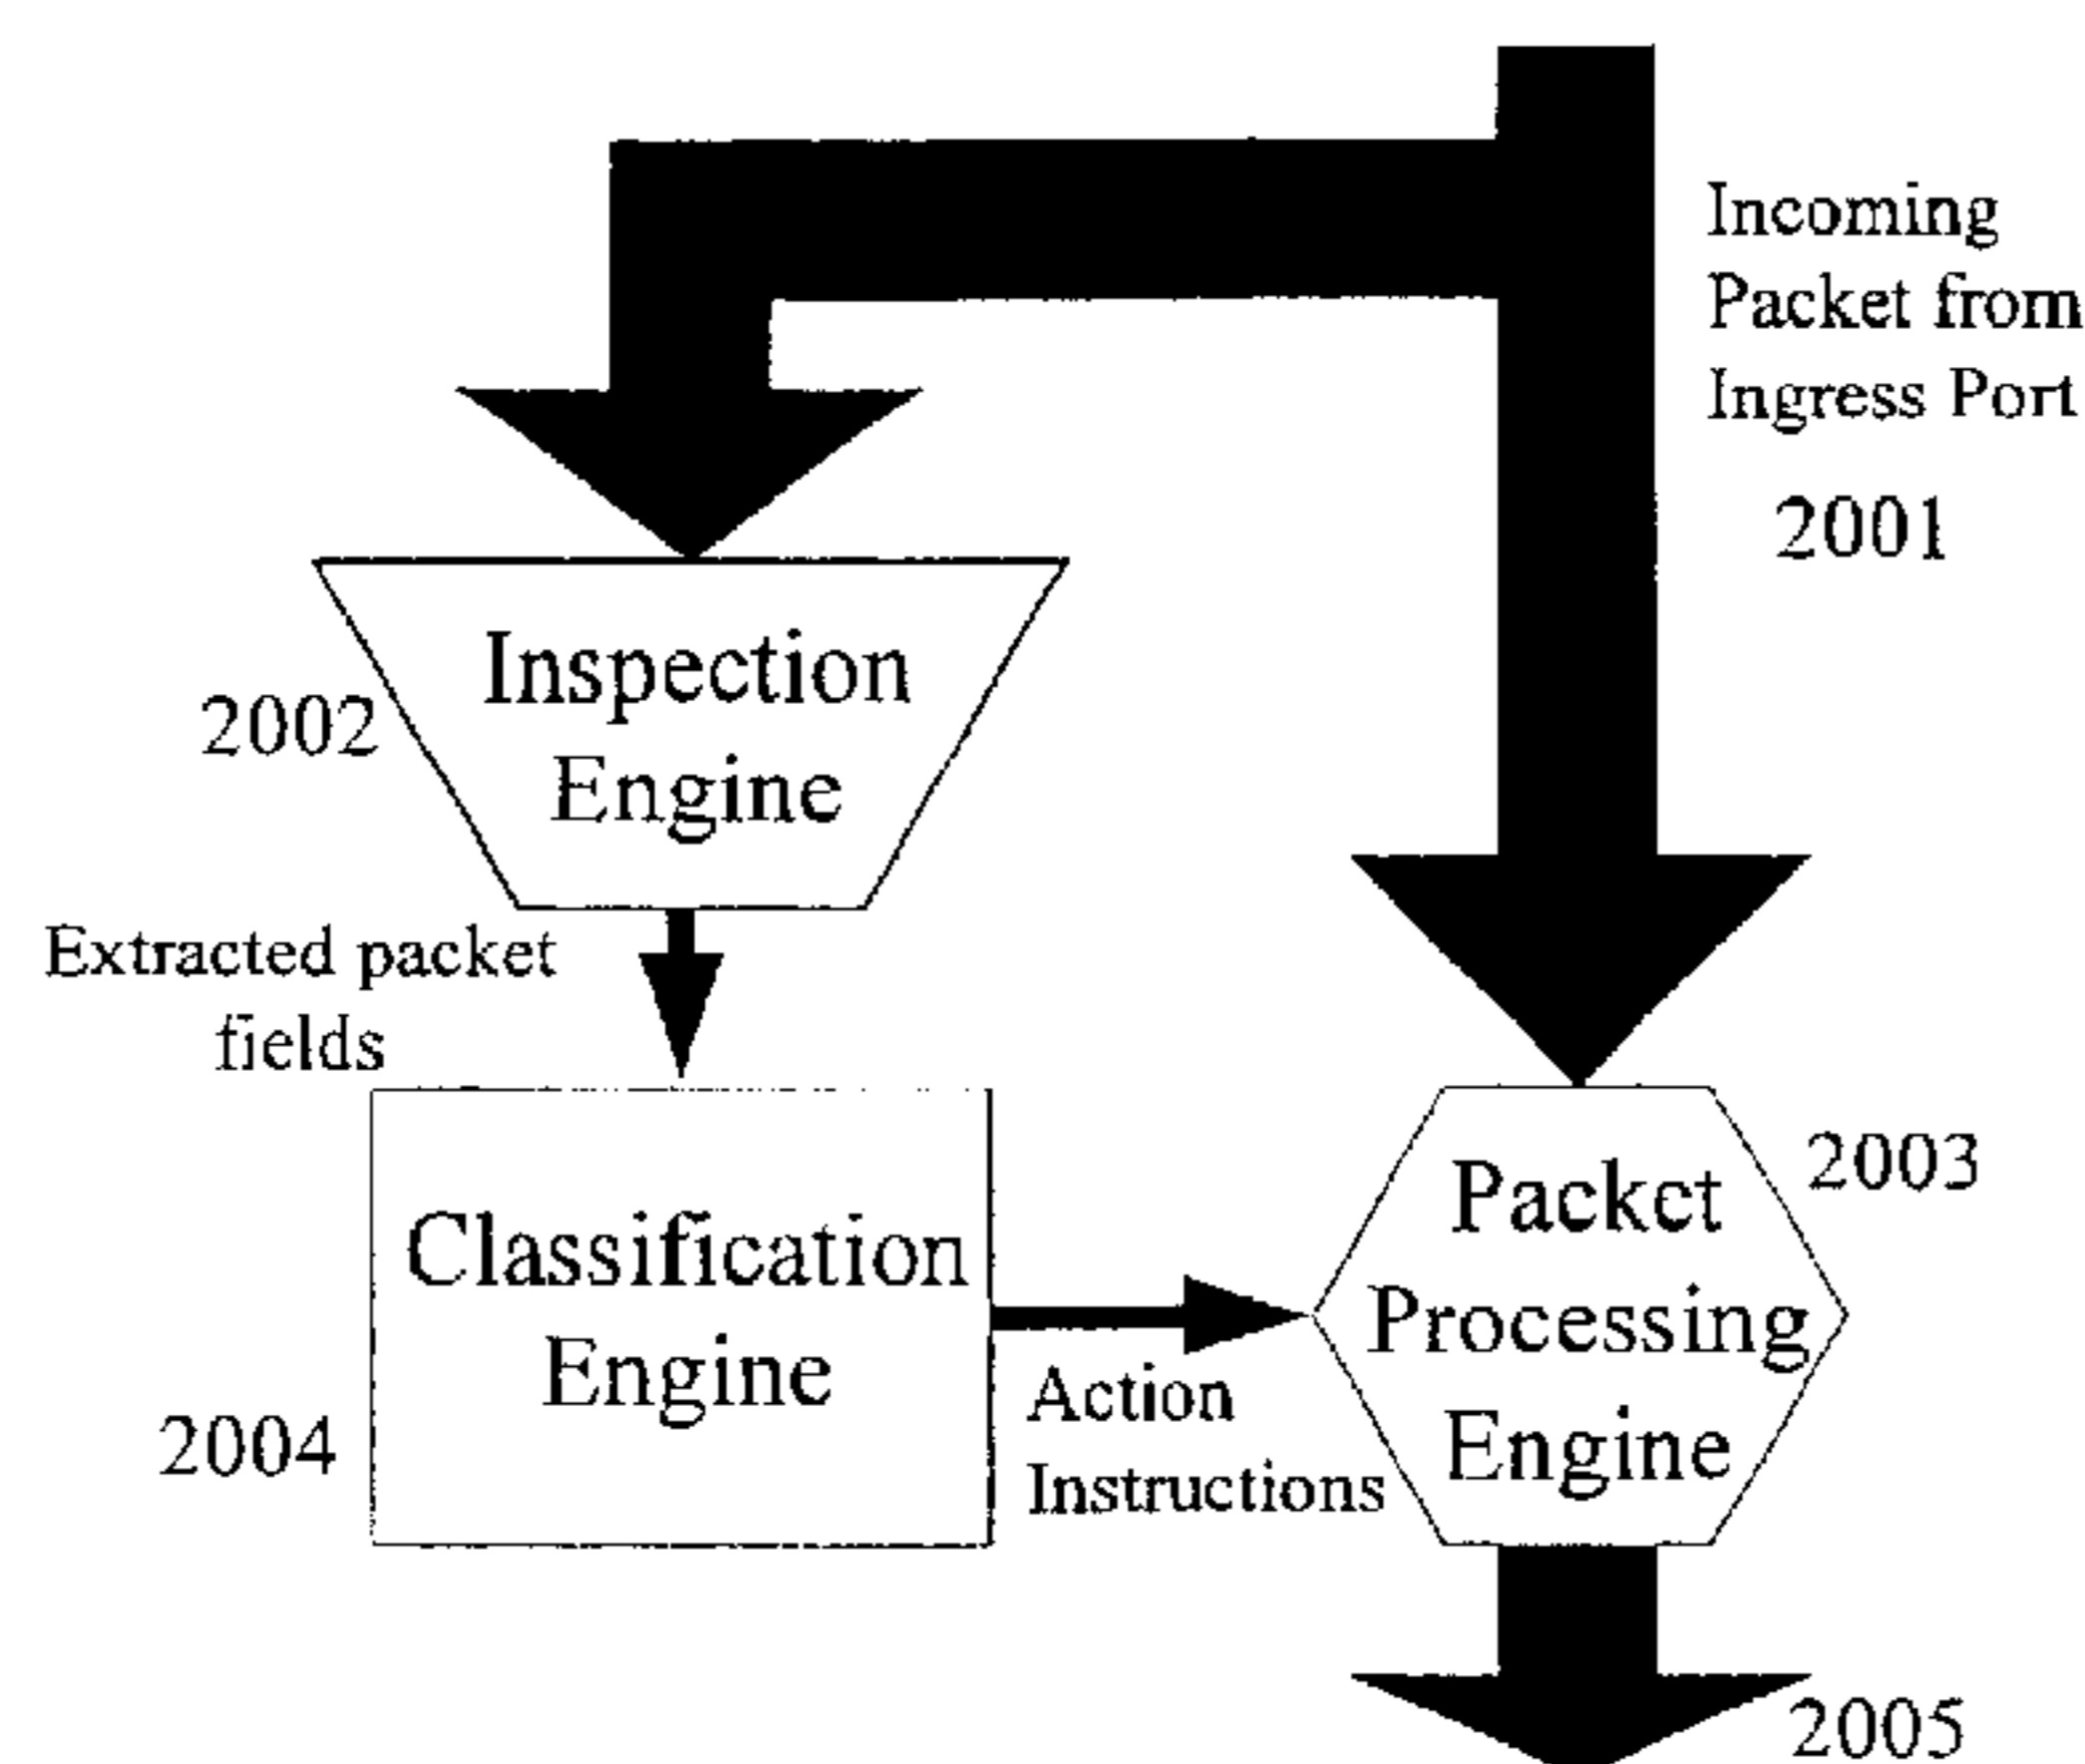 Incoming
Packet from
Ingress Port
2001
Inspection
Engine
2002
Extracted packet
fields
Classification
Engine
2004
Action
Instructions
Packet
Processing
Engine
2003
2005